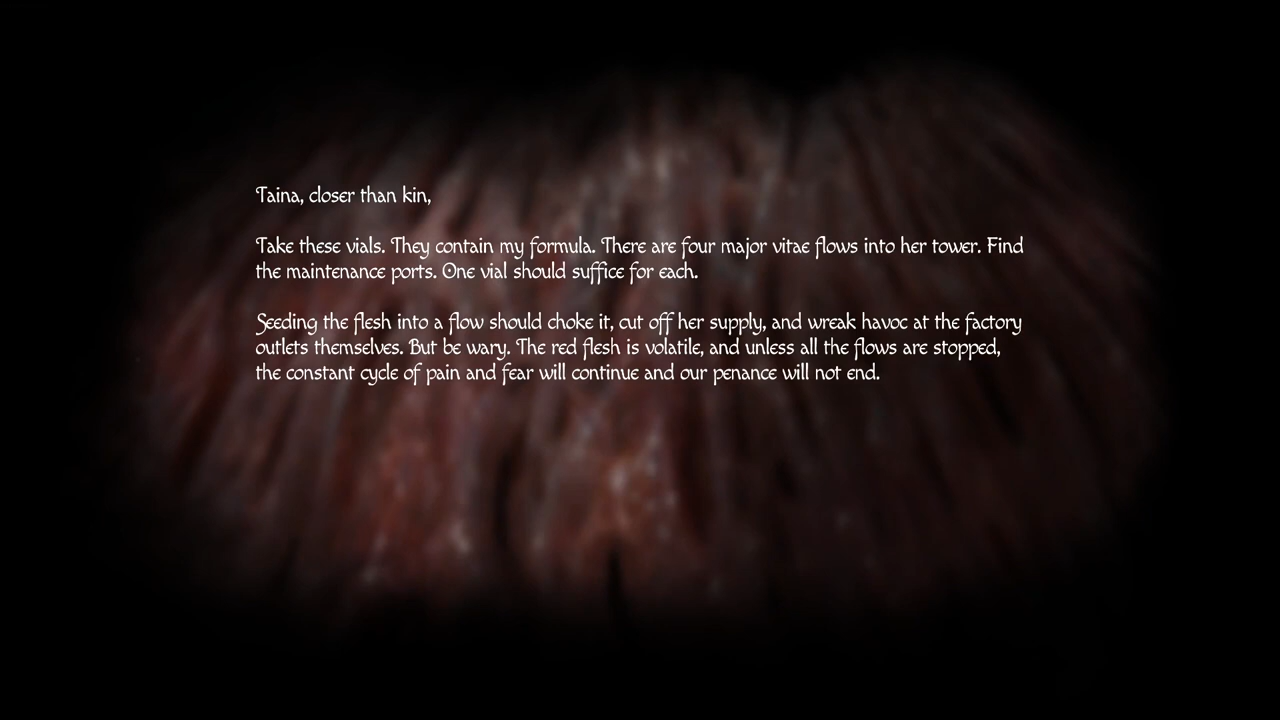 Taina, closer than kin,
Take these vials. They contain my formula. There are four major vitae flows into her tower. Find
the maintenance ports. One vial should suffice for each.
Seeding the flesh into a flow should choke it, cut off her supply, and wreak havoc at the factory
outlets themselves. But be wary. The red flesh is volatile, and unless all the flows are stopped,
the constant cycle of pain and fear will continue and our penance will not end.